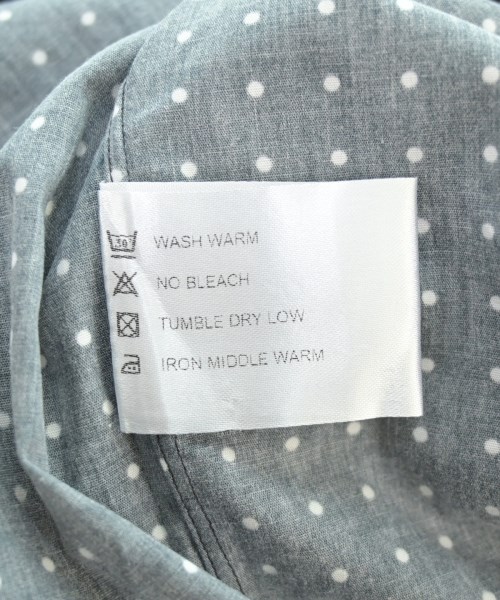 30 WASH WARM
NO BLEACH
TUMBLE DRY LOW
IRON MIDDLE WARM